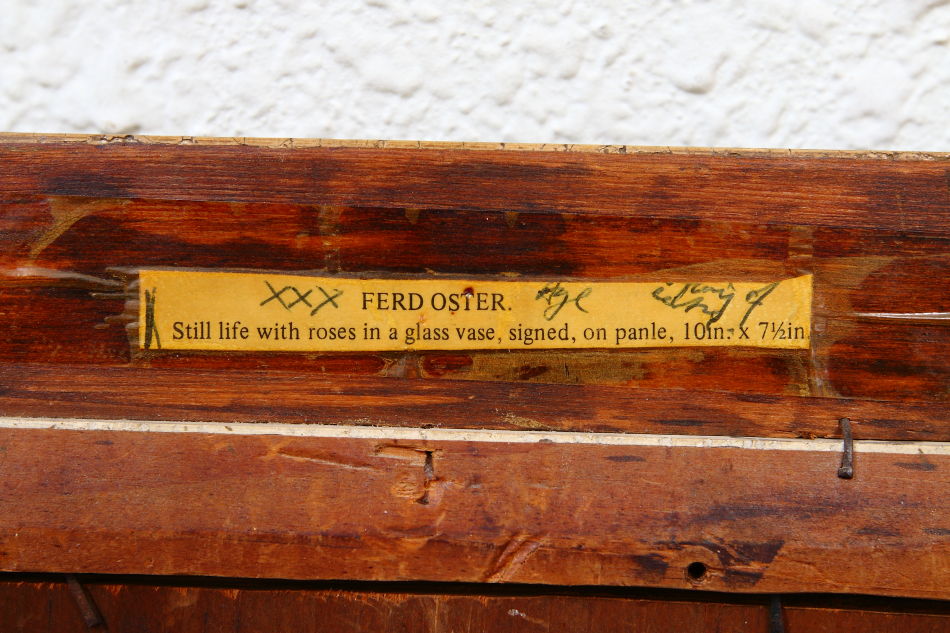 XXX FERD OSTER.
Still life with roses in a glass vase, signed, on panle, 10in. x 7½in